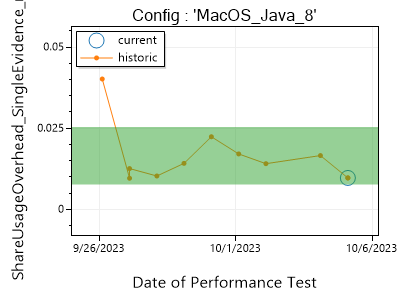 Config : 'MacOS_Java_8'
ShareUsageOverhead_SingleEvidence_
current
historic
0.05
0.025
0
9/26/2023
10/1/2023
10/6/2023
Date of Performance Test